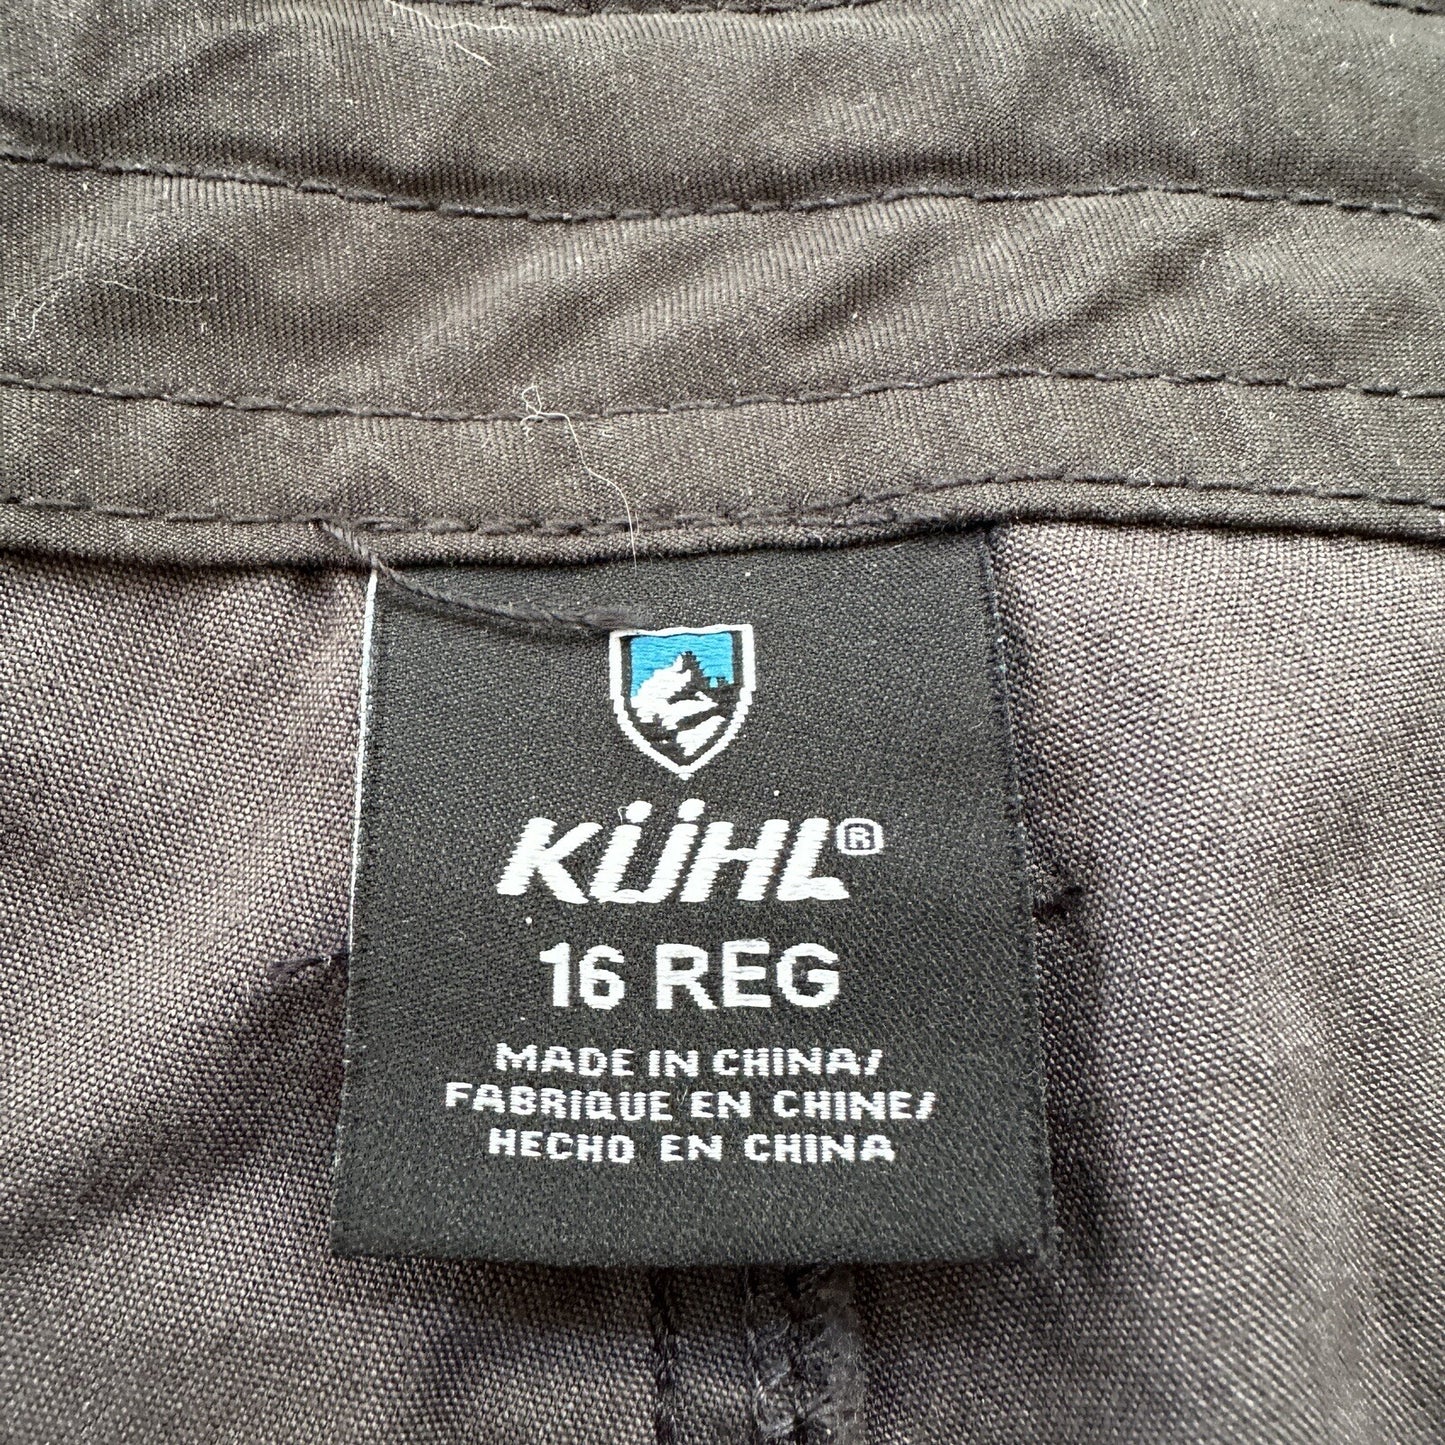 KÜHL®
16 REG
MADE IN CHINA/
FABRIQUE EN CHINE/
HECHO EN CHINA